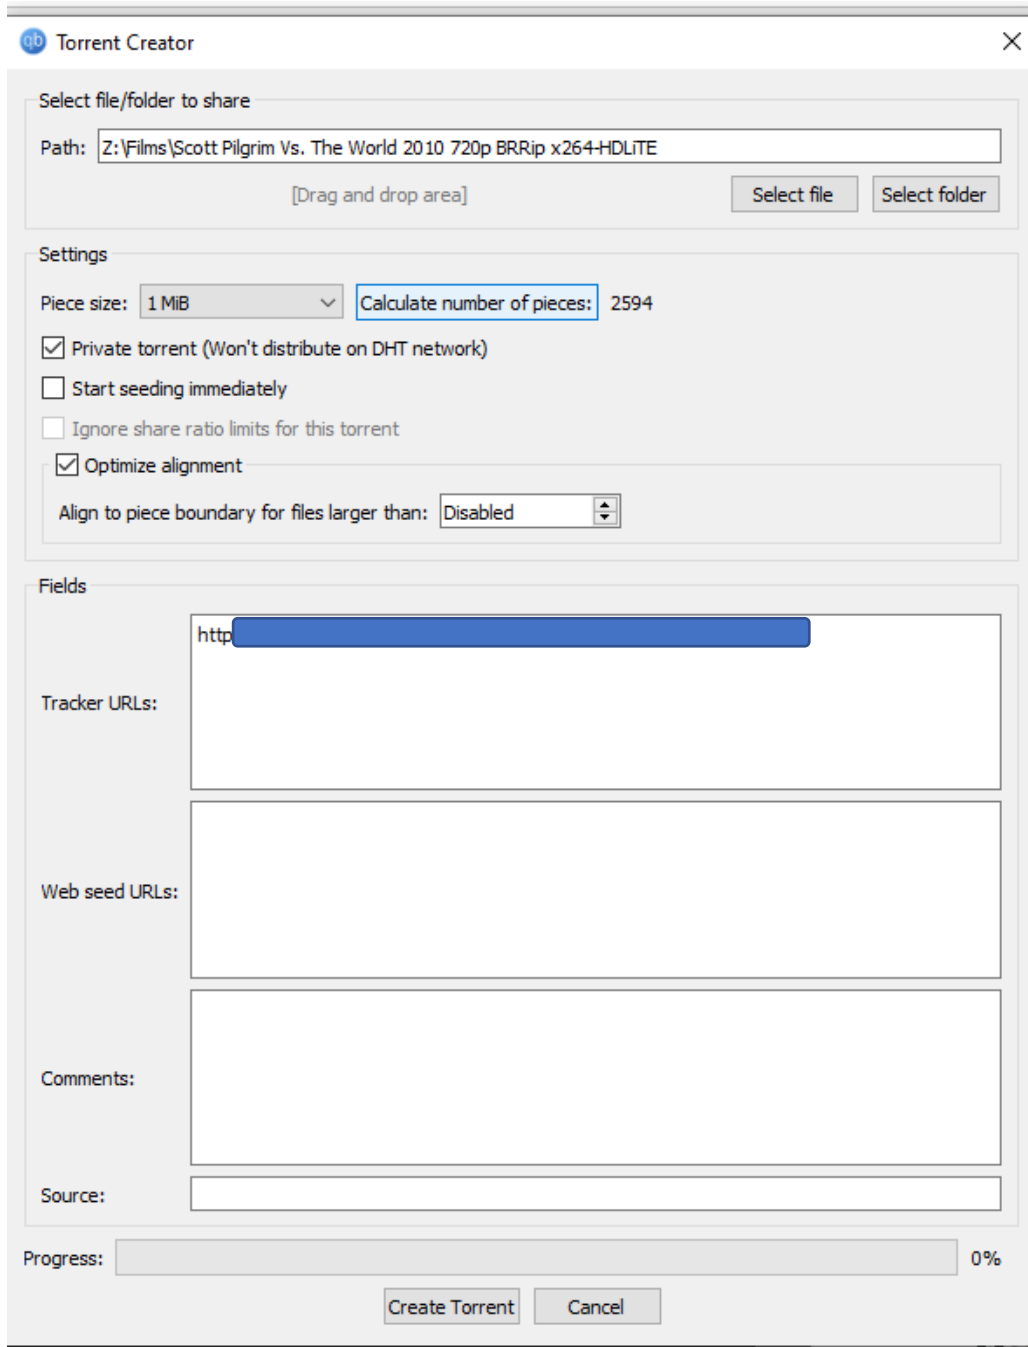 qb Torrent Creator
Select file/folder to share
Path: Z:\Films\Scott Pilgrim Vs. The World 2010 720p BRRip x264-HDLiTE
[Drag and drop area] Select file Select folder
Settings
Piece size: 1 MiB Calculate number of pieces: 2594
Private torrent (Won't distribute on DHT network)
Start seeding immediately
Ignore share ratio limits for this torrent
Optimize alignment
Align to piece boundary for files larger than: Disabled
Fields
http
Tracker URLs:
Web seed URLs:
Comments:
Source:
Progress: 0%
Create Torrent Cancel